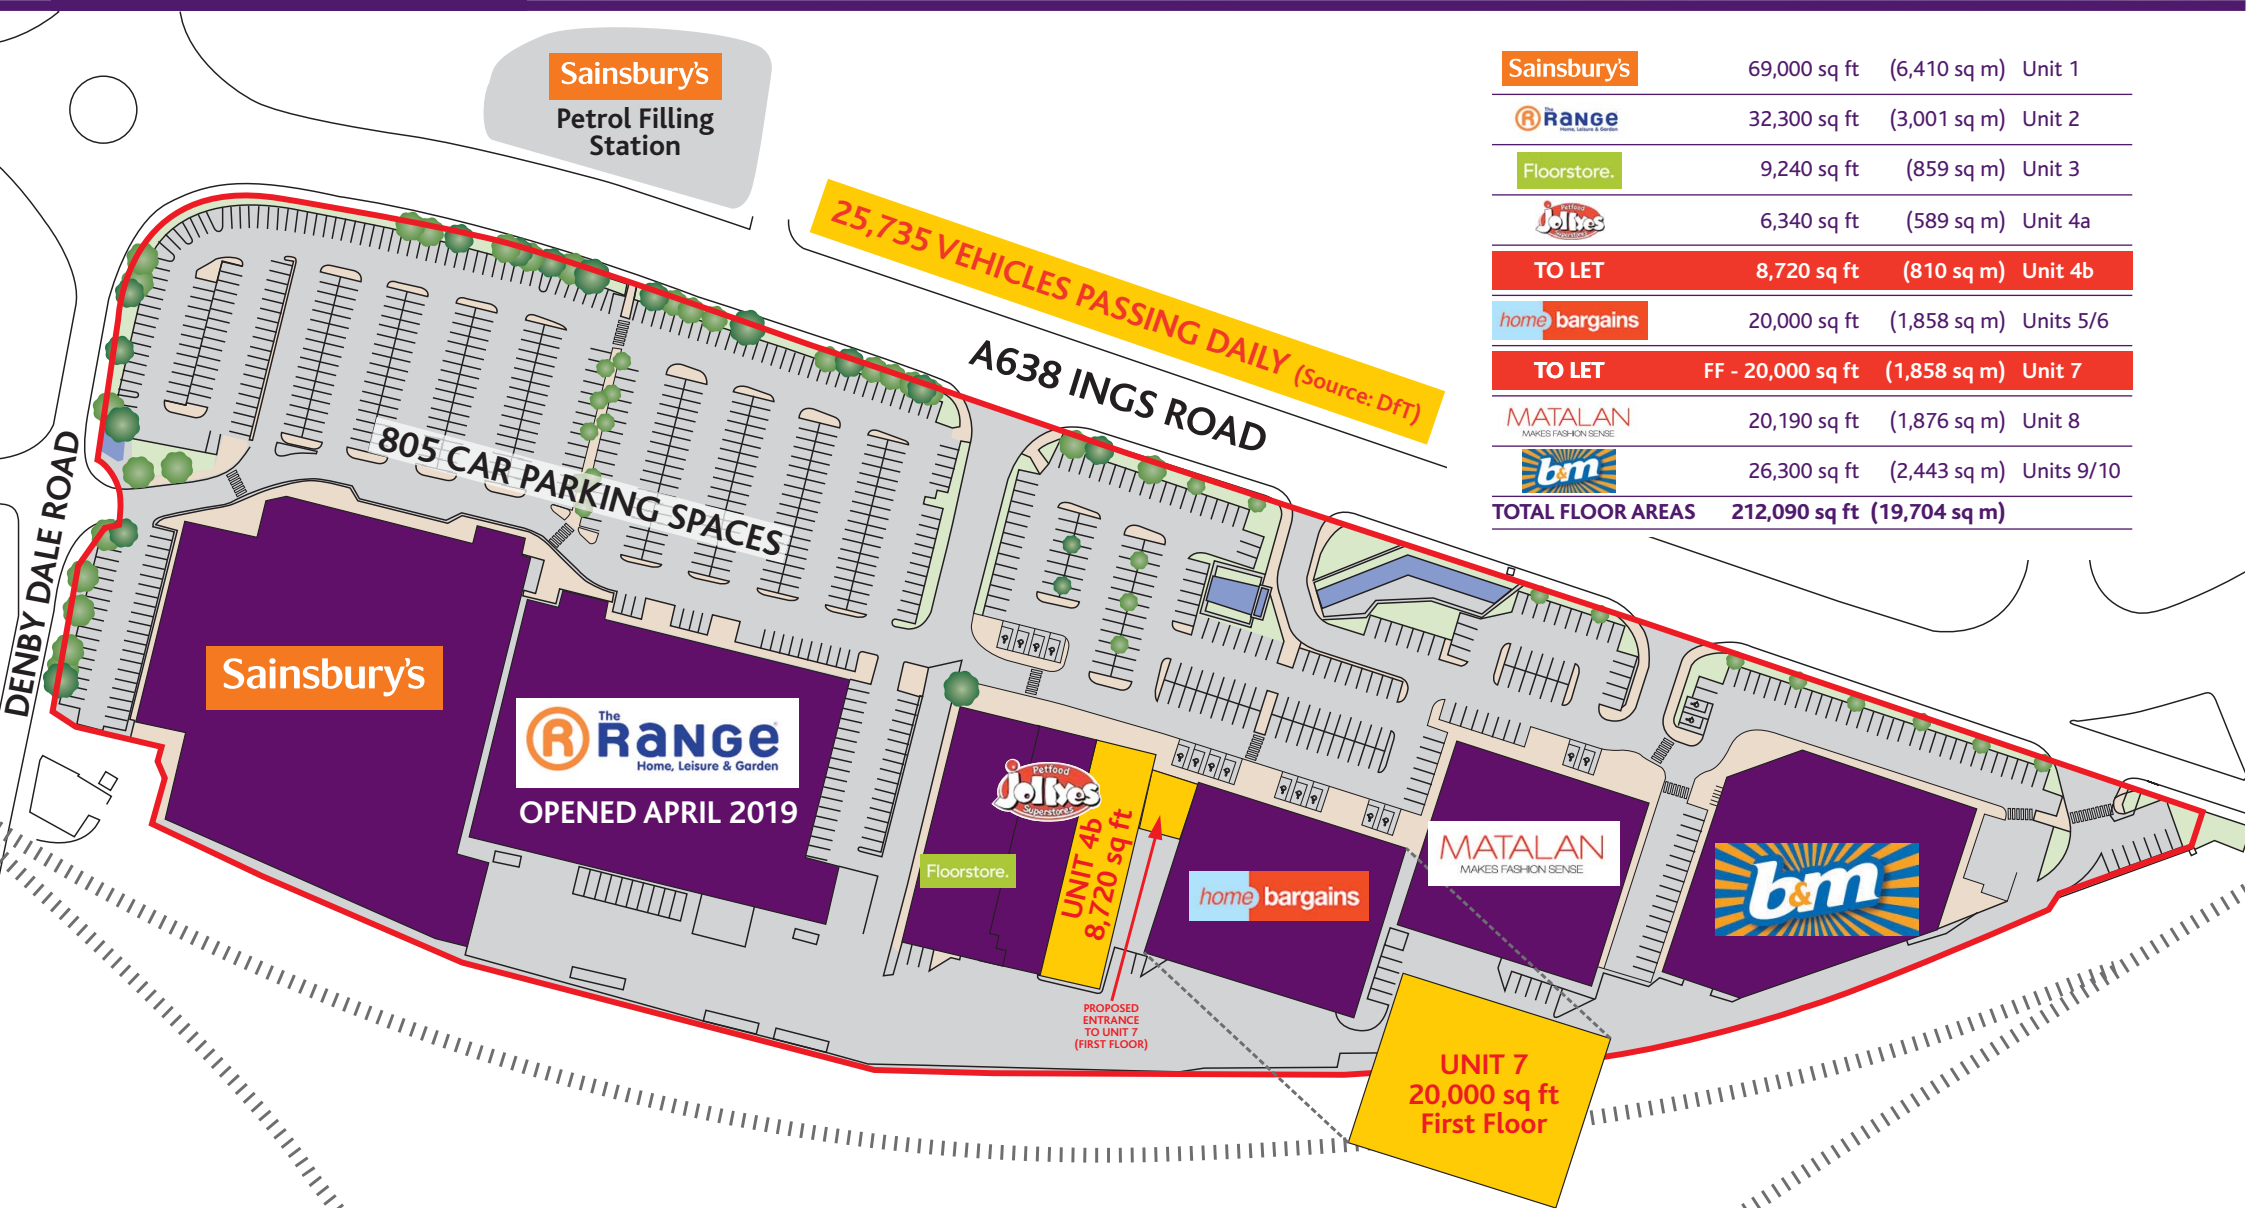 Sainsbury's
Petrol Filling
Station
Sainsbury's 69,000 sq ft (6,410 sq m) Unit 1
The Range Home, Leisure & Garden 32,300 sq ft (3,001 sq m) Unit 2
Floorstore. 9,240 sq ft (859 sq m) Unit 3
Petfood Jollyes Superstores 6,340 sq ft (589 sq m) Unit 4a
TO LET 8,720 sq ft (810 sq m) Unit 4b
home bargains 20,000 sq ft (1,858 sq m) Units 5/6
TO LET FF - 20,000 sq ft (1,858 sq m) Unit 7
MATALAN MAKES FASHION SENSE 20,190 sq ft (1,876 sq m) Unit 8
b&m 26,300 sq ft (2,443 sq m) Units 9/10
TOTAL FLOOR AREAS 212,090 sq ft (19,704 sq m)
25,735 VEHICLES PASSING DAILY (Source: DfT)
A638 INGS ROAD
805 CAR PARKING SPACES
DENBY DALE ROAD
Sainsbury's
The
Range
Home, Leisure & Garden
OPENED APRIL 2019
Petfood
Jollyes
Superstores
Floorstore.
UNIT 4b
8,720 sq ft
home bargains
MATALAN
MAKES FASHION SENSE
b&m
PROPOSED
ENTRANCE
TO UNIT 7
(FIRST FLOOR)
UNIT 7
20,000 sq ft
First Floor